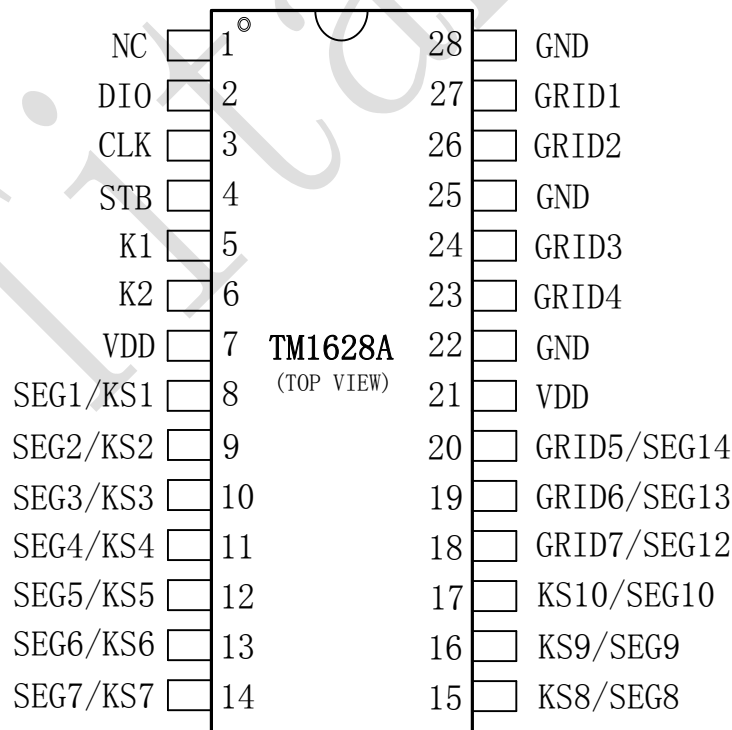 NC 1 28 GND
DIO 2 27 GRID1
CLK 3 26 GRID2
STB 4 25 GND
K1 5 24 GRID3
K2 6 23 GRID4
VDD 7 TM1628A 22 GND
(TOP VIEW)
SEG1/KS1 8 21 VDD
SEG2/KS2 9 20 GRID5/SEG14
SEG3/KS3 10 19 GRID6/SEG13
SEG4/KS4 11 18 GRID7/SEG12
SEG5/KS5 12 17 KS10/SEG10
SEG6/KS6 13 16 KS9/SEG9
SEG7/KS7 14 15 KS8/SEG8